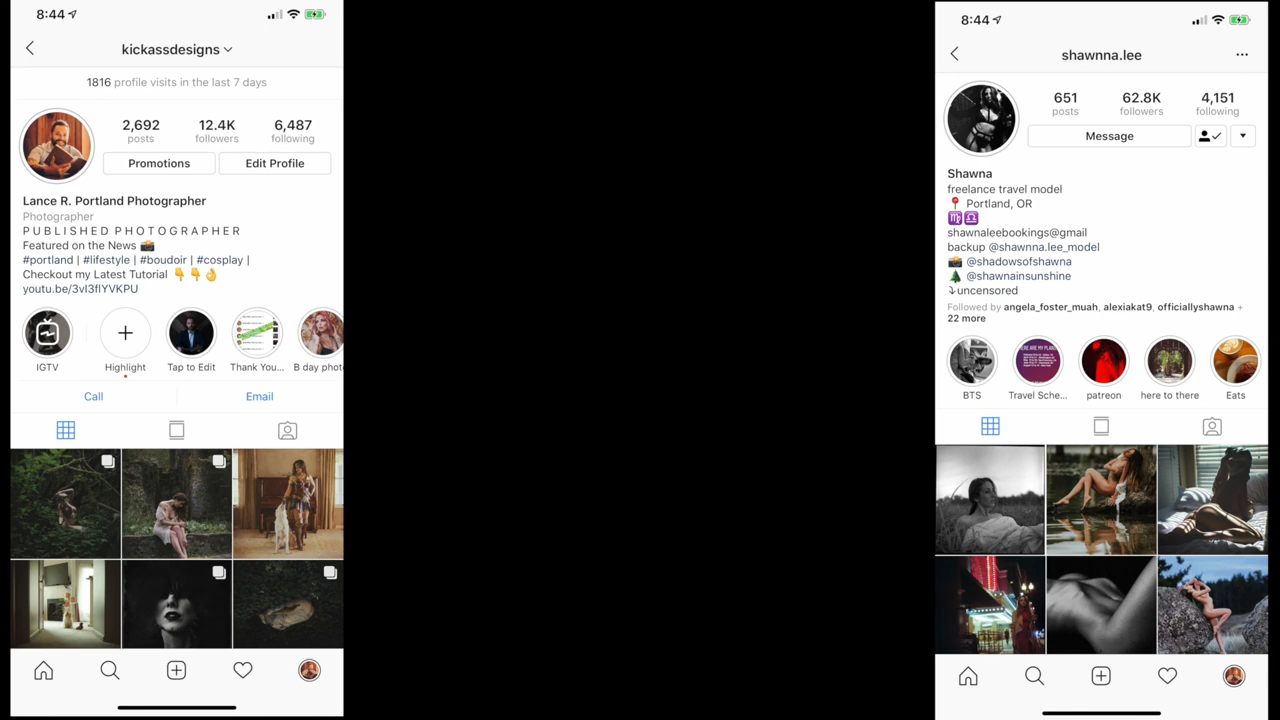 8:44
kickassdesigns
1816 profile visits in the last 7 days
2,692 12.4K 6,487
posts followers following
Promotions Edit Profile
Lance R. Portland Photographer
Photographer
P U B L I S H E D P H O T O G R A P H E R
Featured on the News 📸
#portland | #lifestyle | #boudoir | #cosplay |
Checkout my Latest Tutorial 👇👇👌
youtu.be/3vI3fIYVKPU
IGTV Highlight Tap to Edit Thank You... B day phot
Call Email
8:44
shawnna.lee
651 62.8K 4,151
posts followers following
Message
Shawna
freelance travel model
📍 Portland, OR
♍♎
shawnaleebookings@gmail
backup @shawnna.lee_model
📸 @shadowsofshawna
🌲 @shawnainsunshine
⤵uncensored
Followed by angela_foster_muah, alexiakat9, officiallyshawna +
22 more
BTS Travel Sche... patreon here to there Eats